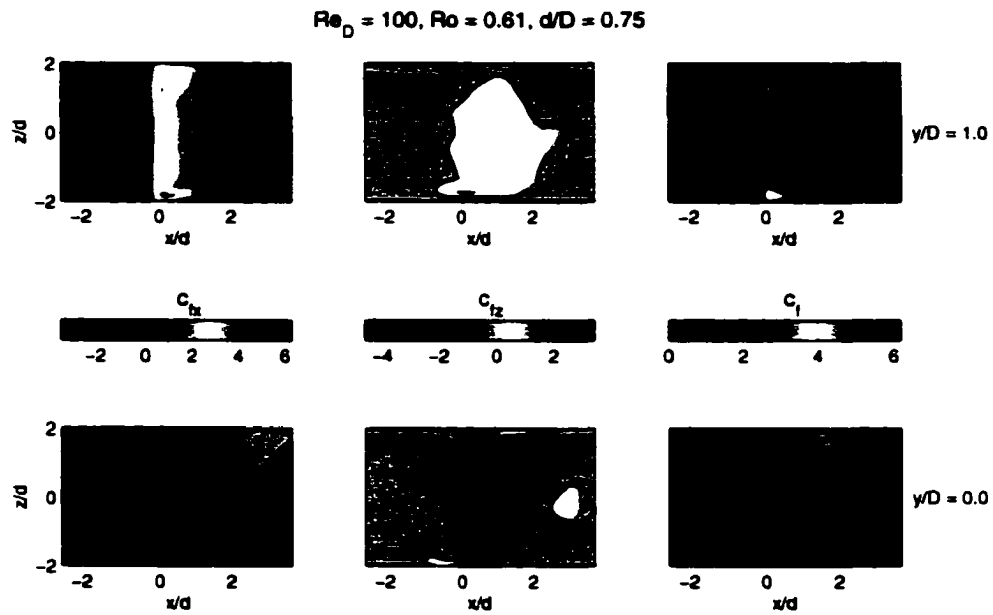 Re_D = 100, Ro = 0.61, d/D = 0.75
2
0
-2
z/d
-2 0 2
x/d
-2 0 2
x/d
-2 0 2
x/d
y/D = 1.0
C_fx
-2 0 2 4 6
C_fz
-4 -2 0 2
C_f
0 2 4 6
2
0
-2
z/d
-2 0 2
x/d
-2 0 2
x/d
-2 0 2
x/d
y/D = 0.0